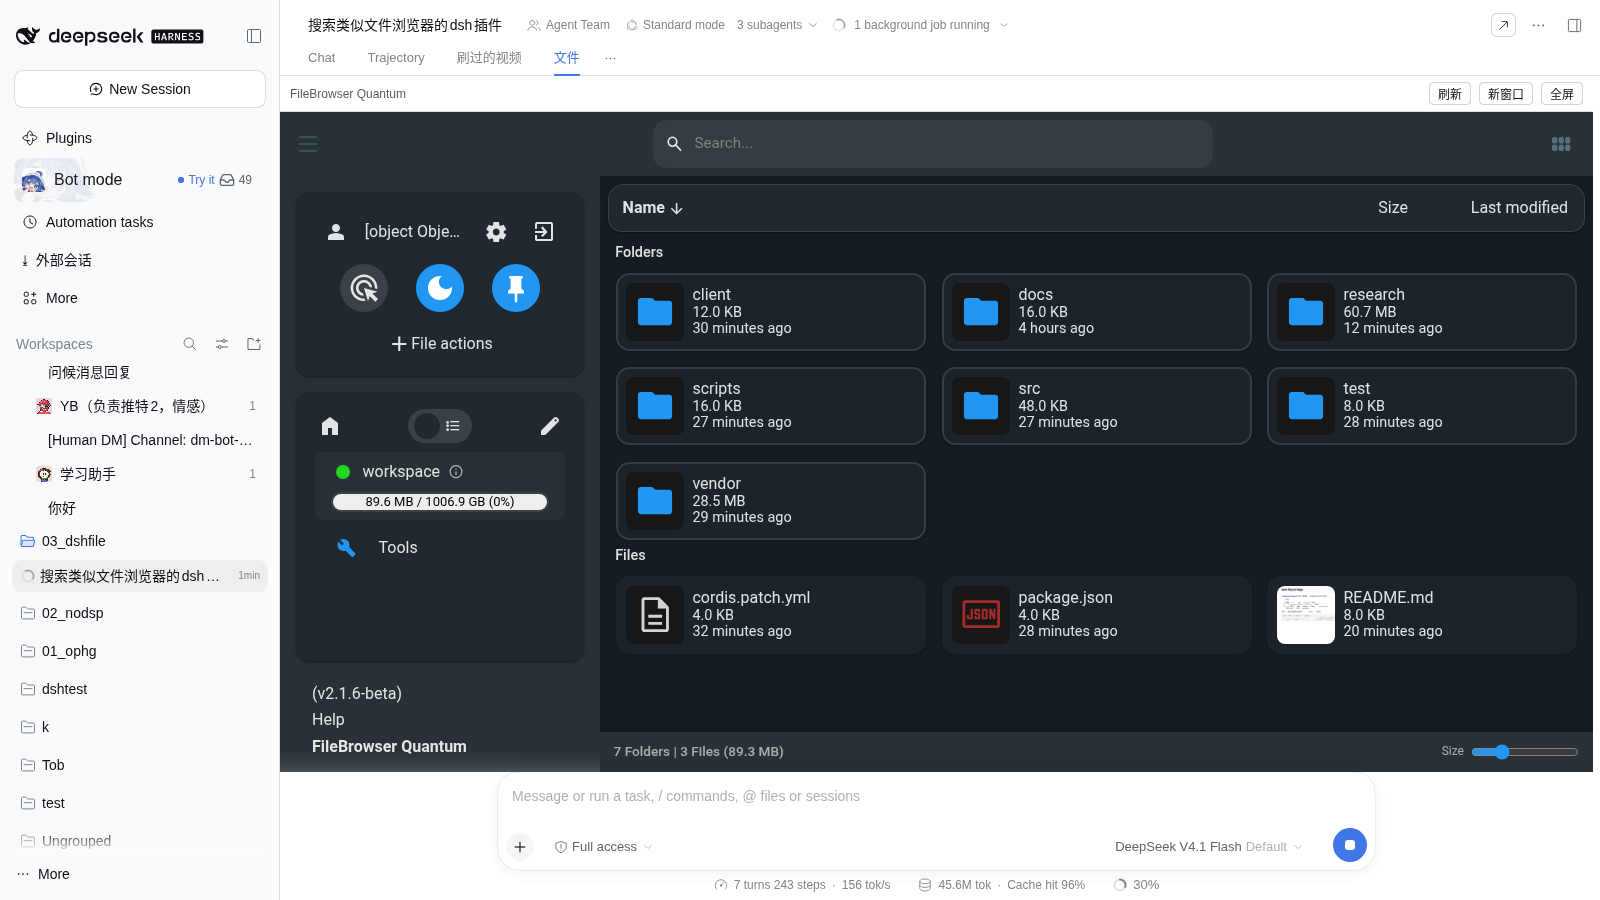 deepseek HARNESS
New Session
Plugins
Bot mode
Try it 49
Automation tasks
外部会话
More
Workspaces
问候消息回复
YB（负责推特2，情感） 1
[Human DM] Channel: dm-bot-...
学习助手 1
你好
03_dshfile
搜索类似文件浏览器的dsh... 1min
02_nodsp
01_ophg
dshtest
k
Tob
test
Ungrouped
More
搜索类似文件浏览器的dsh插件 Agent Team Standard mode 3 subagents 1 background job running
Chat Trajectory 刷过的视频 文件 ...
FileBrowser Quantum 刷新 新窗口 全屏
Search...
[object Obje...
File actions
workspace
89.6 MB / 1006.9 GB (0%)
Tools
(v2.1.6-beta)
Help
FileBrowser Quantum
Name Size Last modified
Folders
client
12.0 KB
30 minutes ago
docs
16.0 KB
4 hours ago
research
60.7 MB
12 minutes ago
scripts
16.0 KB
27 minutes ago
src
48.0 KB
27 minutes ago
test
8.0 KB
28 minutes ago
vendor
28.5 MB
29 minutes ago
Files
cordis.patch.yml
4.0 KB
32 minutes ago
JSON
package.json
4.0 KB
28 minutes ago
README.md
8.0 KB
20 minutes ago
7 Folders | 3 Files (89.3 MB) Size
Message or run a task, / commands, @ files or sessions
Full access DeepSeek V4.1 Flash Default
7 turns 243 steps · 156 tok/s 45.6M tok · Cache hit 96% 30%